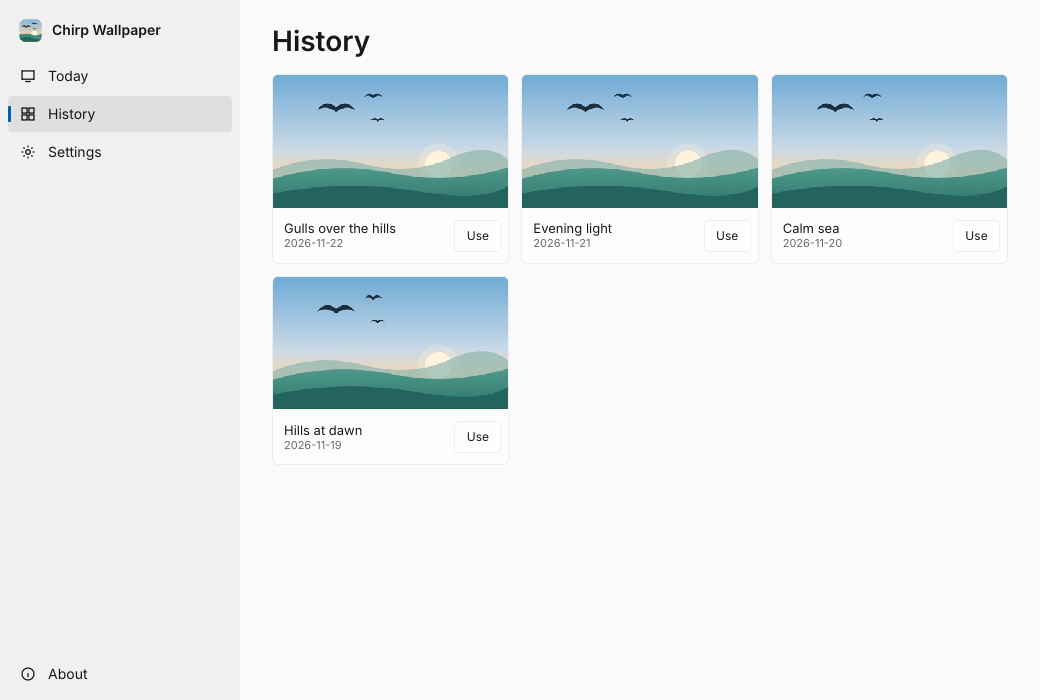 Chirp Wallpaper
Today
History
Settings
About
History
Gulls over the hills
2026-11-22
Use
Evening light
2026-11-21
Use
Calm sea
2026-11-20
Use
Hills at dawn
2026-11-19
Use